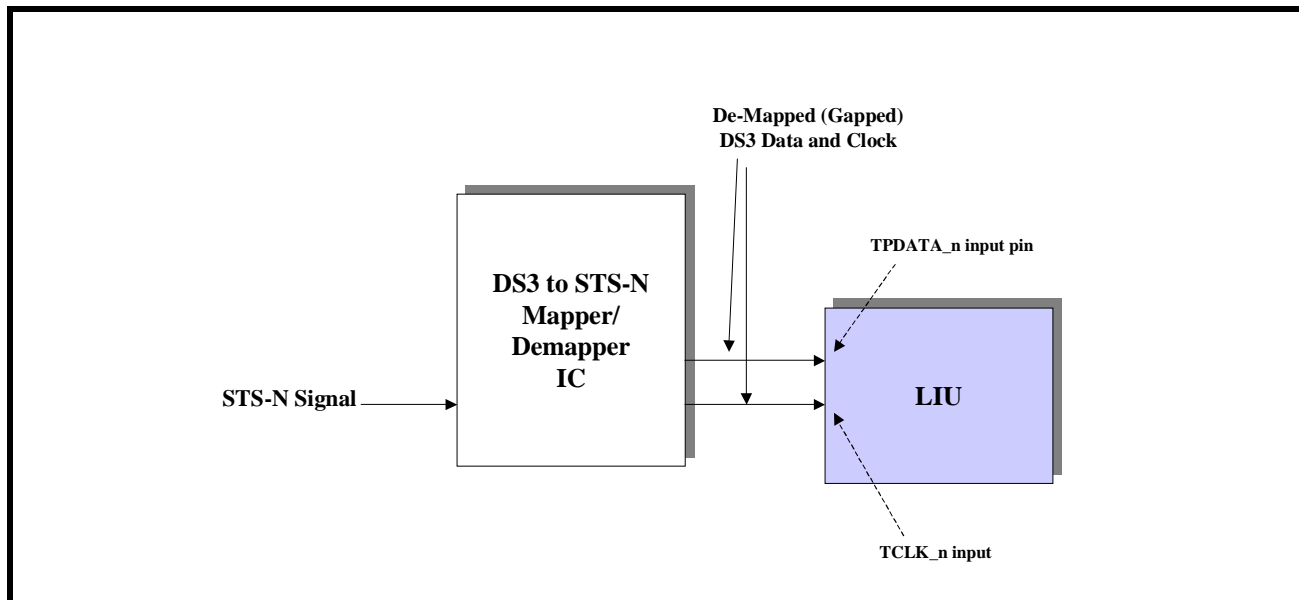 De-Mapped (Gapped)
DS3 Data and Clock
TPDATA_n input pin
DS3 to STS-N
Mapper/
Demapper
IC
STS-N Signal
LIU
TCLK_n input